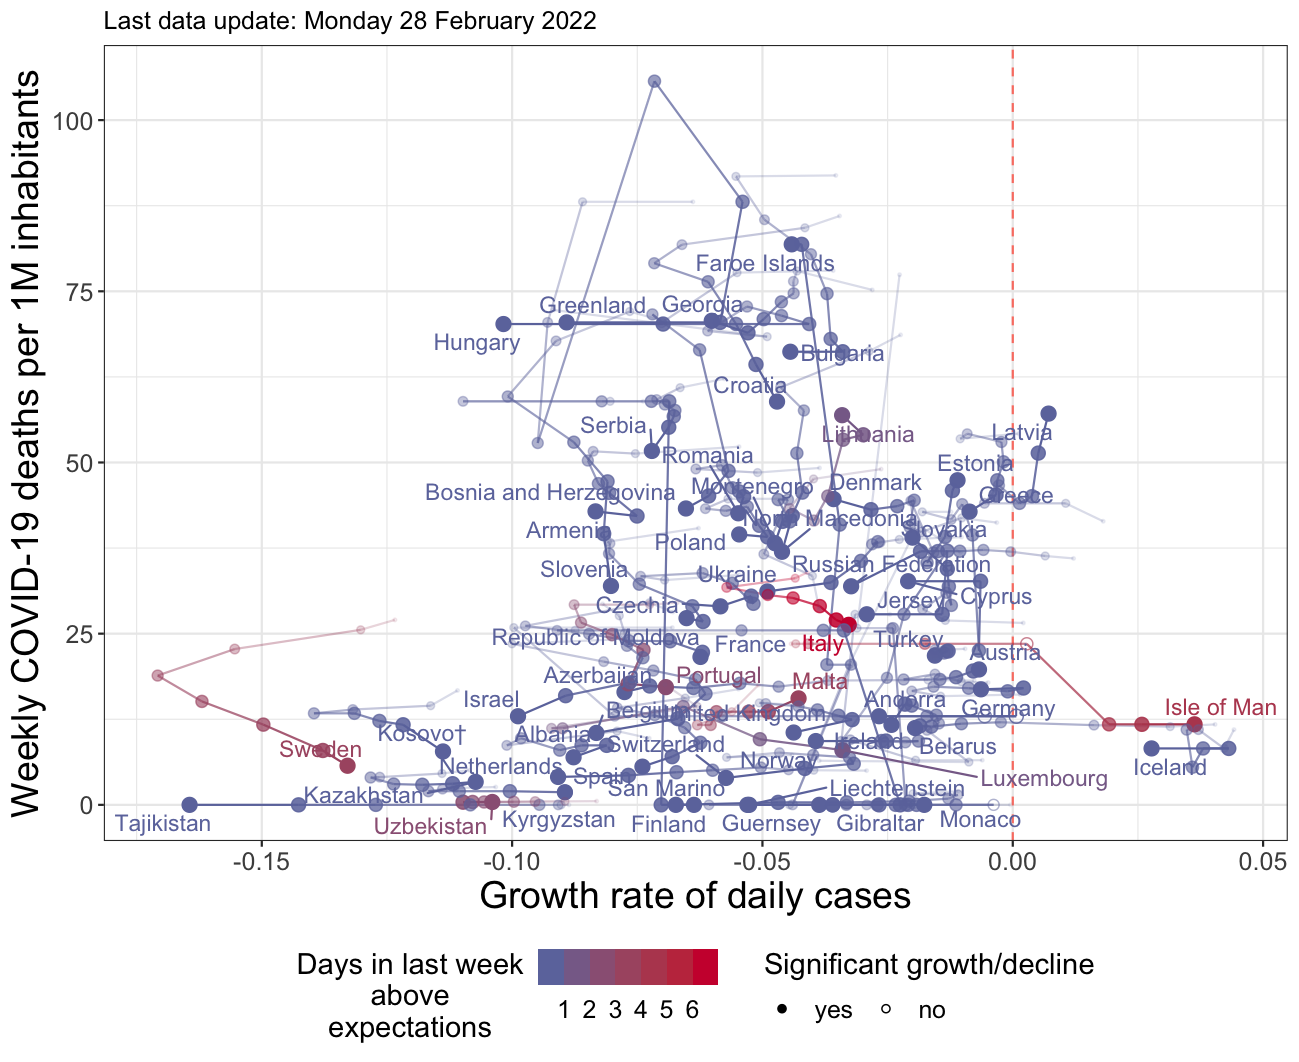 Last data update: Monday 28 February 2022
Weekly COVID-19 deaths per 1M inhabitants
100
75
50
25
0
Faroe Islands
Greenland
Georgia
Hungary
Bulgaria
Croatia
Serbia
Lithuania
Latvia
Romania
Estonia
Bosnia and Herzegovina
Montenegro
Denmark
Greece
Armenia
North Macedonia
Slovakia
Poland
Slovenia
Ukraine
Russian Federation
Czechia
Jersey
Cyprus
Republic of Moldova
France
Italy
Turkey
Austria
Azerbaijan
Portugal
Malta
Israel
Belgium
United Kingdom
Andorra
Germany
Isle of Man
Kosovo†
Albania
Sweden
Switzerland
Ireland
Belarus
Netherlands
Spain
Norway
Iceland
Luxembourg
Kazakhstan
San Marino
Liechtenstein
Tajikistan
Uzbekistan
Kyrgyzstan
Finland
Guernsey
Gibraltar
Monaco
-0.15
-0.10
-0.05
0.00
0.05
Growth rate of daily cases
Days in last week
above
expectations
1 2 3 4 5 6
Significant growth/decline
yes
no